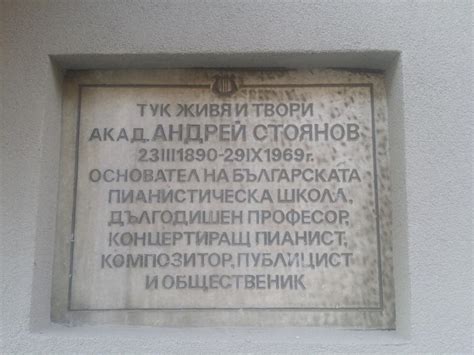 ТУК ЖИВЯ И ТВОРИ
АКАД. АНДРЕЙ СТОЯНОВ
23 III 1890-29 IX 1969 г.
ОСНОВАТЕЛ НА БЪЛГАРСКАТА
ПИАНИСТИЧЕСКА ШКОЛА,
ДЪЛГОДИШЕН ПРОФЕСОР,
КОНЦЕРТИРАЩ ПИАНИСТ,
КОМПОЗИТОР, ПУБЛИЦИСТ
И ОБЩЕСТВЕНИК